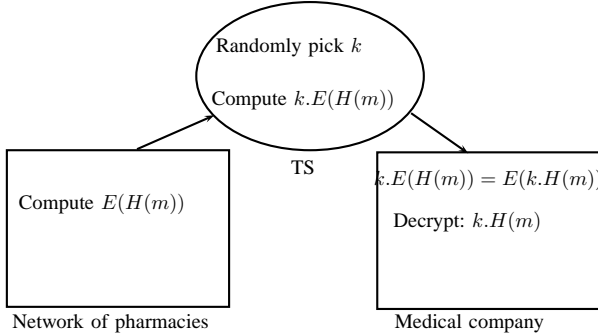 Randomly pick k
Compute k.E(H(m))
TS
Compute E(H(m))
k.E(H(m)) = E(k.H(m))
Decrypt: k.H(m)
Network of pharmacies
Medical company